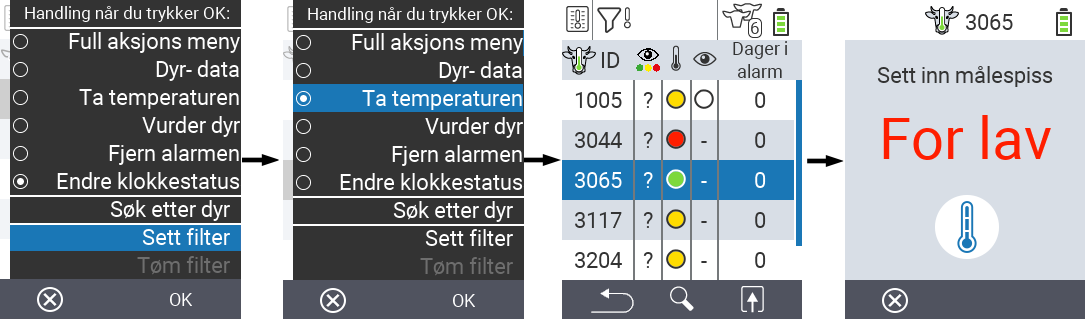 Handling når du trykker OK:
Full aksjons meny
Dyr- data
Ta temperaturen
Vurder dyr
Fjern alarmen
Endre klokkestatus
Søk etter dyr
Sett filter
Tøm filter
OK
Handling når du trykker OK:
Full aksjons meny
Dyr- data
Ta temperaturen
Vurder dyr
Fjern alarmen
Endre klokkestatus
Søk etter dyr
Sett filter
Tøm filter
OK
6
ID Dager i
alarm
1005 ? 0
3044 ? - 0
3065 ? - 0
3117 ? - 0
3204 ? - 0
3065
Sett inn målespiss
For lav